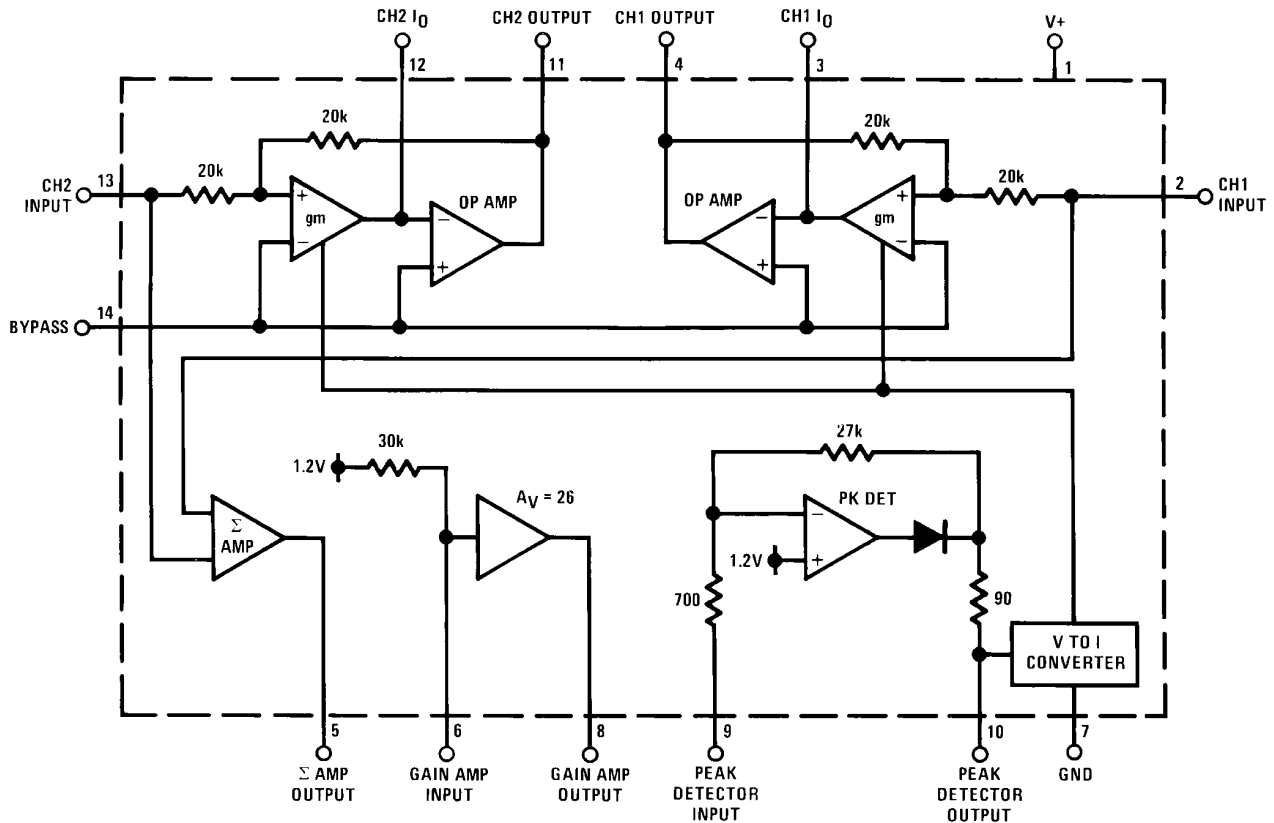 CH2 IO
CH2 OUTPUT
CH1 OUTPUT
CH1 IO
V+
12
11
4
3
1
20k
20k
20k
20k
13
CH2
INPUT
2
CH1
INPUT
+
gm
−
OP AMP
−
+
OP AMP
−
+
+
gm
−
14
BYPASS
30k
1.2V
AV = 26
Σ
AMP
27k
PK DET
−
+
1.2V
700
90
V TO I
CONVERTER
5
6
8
9
10
7
Σ AMP
OUTPUT
GAIN AMP
INPUT
GAIN AMP
OUTPUT
PEAK
DETECTOR
INPUT
PEAK
DETECTOR
OUTPUT
GND